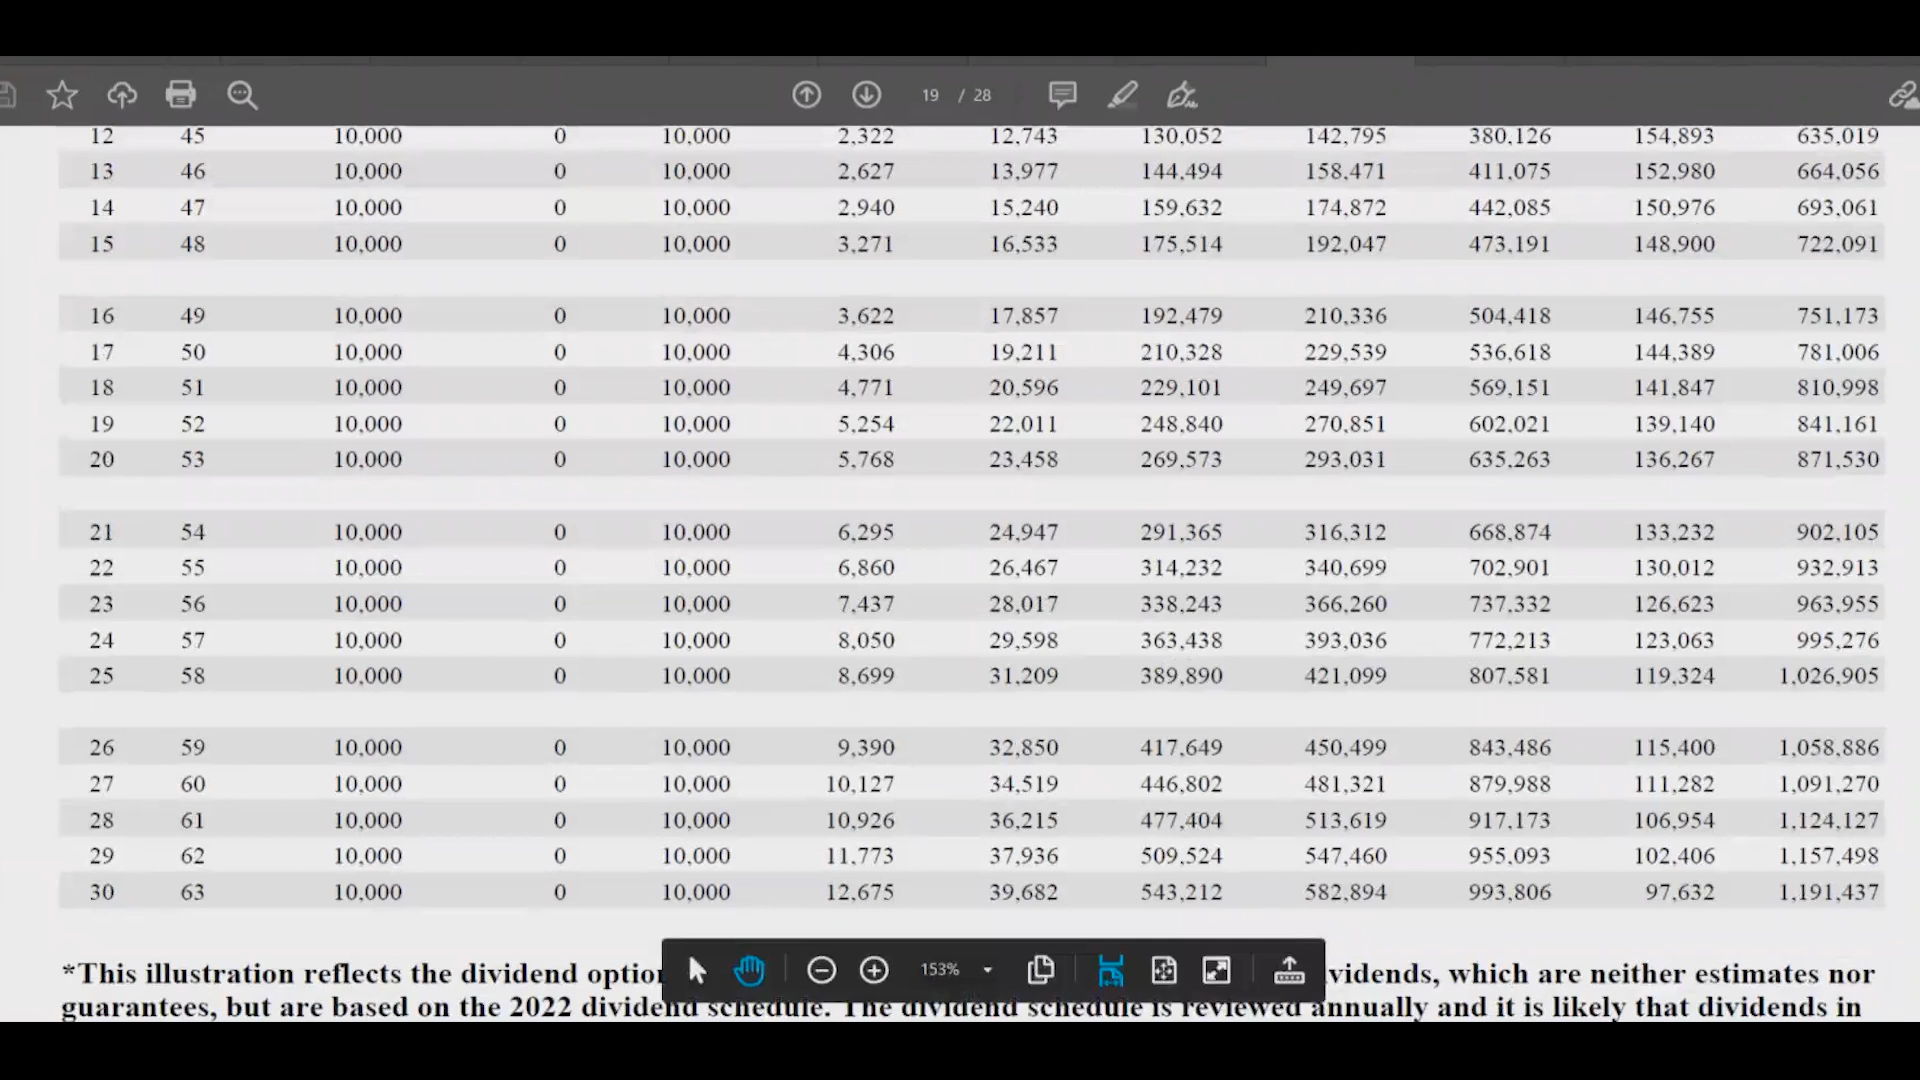 19 / 28
12 45 10,000 0 10,000 2,322 12,743 130,052 142,795 380,126 154,893 635,019
13 46 10,000 0 10,000 2,627 13,977 144,494 158,471 411,075 152,980 664,056
14 47 10,000 0 10,000 2,940 15,240 159,632 174,872 442,085 150,976 693,061
15 48 10,000 0 10,000 3,271 16,533 175,514 192,047 473,191 148,900 722,091
16 49 10,000 0 10,000 3,622 17,857 192,479 210,336 504,418 146,755 751,173
17 50 10,000 0 10,000 4,306 19,211 210,328 229,539 536,618 144,389 781,006
18 51 10,000 0 10,000 4,771 20,596 229,101 249,697 569,151 141,847 810,998
19 52 10,000 0 10,000 5,254 22,011 248,840 270,851 602,021 139,140 841,161
20 53 10,000 0 10,000 5,768 23,458 269,573 293,031 635,263 136,267 871,530
21 54 10,000 0 10,000 6,295 24,947 291,365 316,312 668,874 133,232 902,105
22 55 10,000 0 10,000 6,860 26,467 314,232 340,699 702,901 130,012 932,913
23 56 10,000 0 10,000 7,437 28,017 338,243 366,260 737,332 126,623 963,955
24 57 10,000 0 10,000 8,050 29,598 363,438 393,036 772,213 123,063 995,276
25 58 10,000 0 10,000 8,699 31,209 389,890 421,099 807,581 119,324 1,026,905
26 59 10,000 0 10,000 9,390 32,850 417,649 450,499 843,486 115,400 1,058,886
27 60 10,000 0 10,000 10,127 34,519 446,802 481,321 879,988 111,282 1,091,270
28 61 10,000 0 10,000 10,926 36,215 477,404 513,619 917,173 106,954 1,124,127
29 62 10,000 0 10,000 11,773 37,936 509,524 547,460 955,093 102,406 1,157,498
30 63 10,000 0 10,000 12,675 39,682 543,212 582,894 993,806 97,632 1,191,437
*This illustration reflects the dividend optio vidends, which are neither estimates nor
153%
guarantees, but are based on the 2022 dividend schedule. The dividend schedule is reviewed annually and it is likely that dividends in